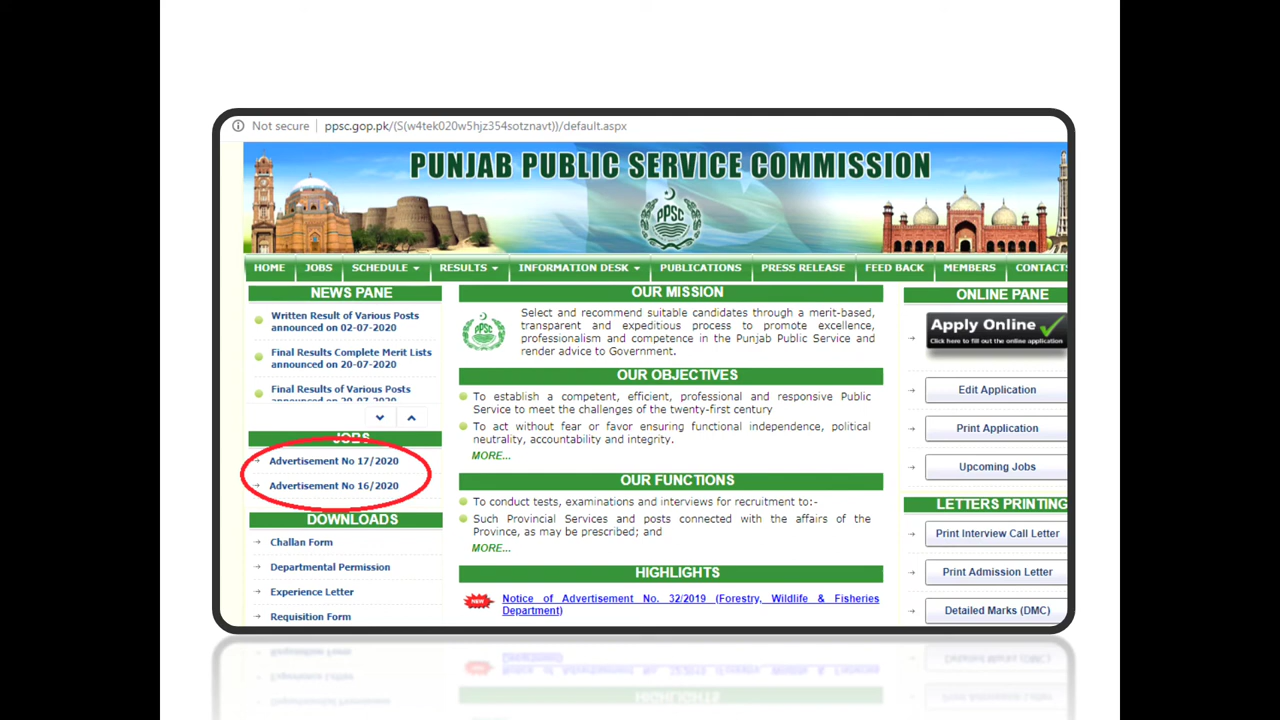 Not secure | ppsc.gop.pk/(S(w4tek020w5hjz354sotznavt))/default.aspx
PUNJAB PUBLIC SERVICE COMMISSION
PPSC
HOME JOBS SCHEDULE RESULTS INFORMATION DESK PUBLICATIONS PRESS RELEASE FEED BACK MEMBERS CONTACTS
NEWS PANE
Written Result of Various Posts
announced on 02-07-2020
Final Results Complete Merit Lists
announced on 20-07-2020
Final Results of Various Posts
announced on 20-07-2020
JOBS
Advertisement No 17/2020
Advertisement No 16/2020
DOWNLOADS
Challan Form
Departmental Permission
Experience Letter
Requisition Form
OUR MISSION
PPSC
Select and recommend suitable candidates through a merit-based,
transparent and expeditious process to promote excellence,
professionalism and competence in the Punjab Public Service and
render advice to Government.
OUR OBJECTIVES
To establish a competent, efficient, professional and responsive Public
Service to meet the challenges of the twenty-first century
To act without fear or favor ensuring functional independence, political
neutrality, accountability and integrity.
MORE...
OUR FUNCTIONS
To conduct tests, examinations and interviews for recruitment to:-
Such Provincial Services and posts connected with the affairs of the
Province, as may be prescribed; and
MORE...
HIGHLIGHTS
NEW
Notice of Advertisement No. 32/2019 (Forestry, Wildlife & Fisheries
Department)
ONLINE PANE
Apply Online
Click here to fill out the online application
Edit Application
Print Application
Upcoming Jobs
LETTERS PRINTING
Print Interview Call Letter
Print Admission Letter
Detailed Marks (DMC)